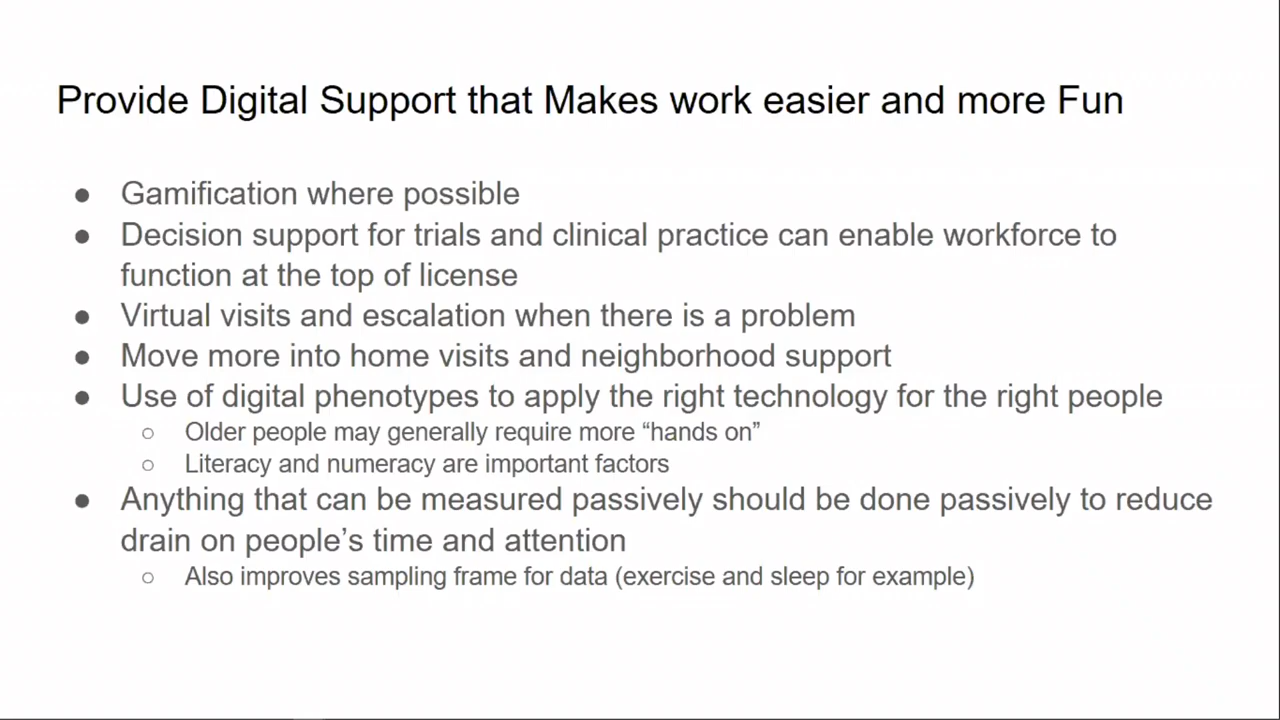 Provide Digital Support that Makes work easier and more Fun
● Gamification where possible
● Decision support for trials and clinical practice can enable workforce to
function at the top of license
● Virtual visits and escalation when there is a problem
● Move more into home visits and neighborhood support
● Use of digital phenotypes to apply the right technology for the right people
○ Older people may generally require more “hands on”
○ Literacy and numeracy are important factors
● Anything that can be measured passively should be done passively to reduce
drain on people’s time and attention
○ Also improves sampling frame for data (exercise and sleep for example)